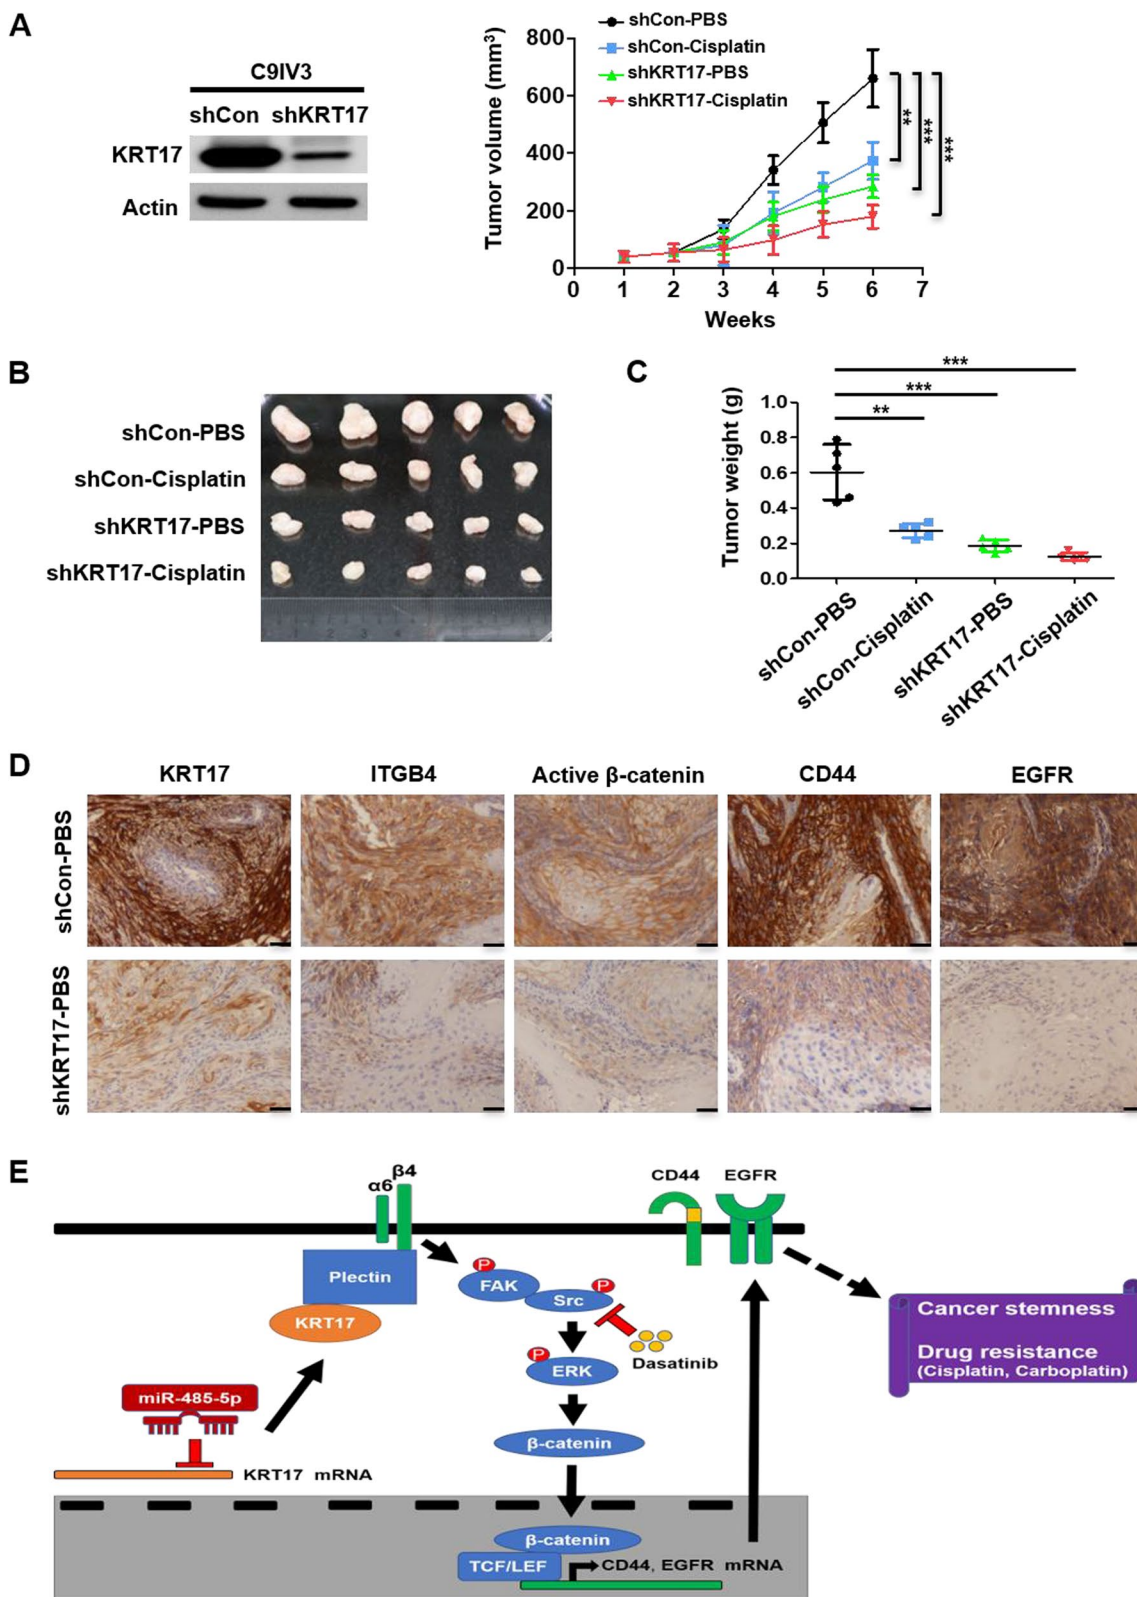 A
C9IV3
shCon shKRT17
KRT17
Actin
Tumor volume (mm³)
800
600
400
200
0
0 1 2 3 4 5 6 7
Weeks
shCon-PBS
shCon-Cisplatin
shKRT17-PBS
shKRT17-Cisplatin
**
***
***
B
shCon-PBS
shCon-Cisplatin
shKRT17-PBS
shKRT17-Cisplatin
C
***
***
**
Tumor weight (g)
1.0
0.8
0.6
0.4
0.2
0.0
shCon-PBS
shCon-Cisplatin
shKRT17-PBS
shKRT17-Cisplatin
D
KRT17 ITGB4 Active β-catenin CD44 EGFR
shCon-PBS
shKRT17-PBS
E
α6 β4
CD44 EGFR
Plectin
KRT17
P
FAK
P
Src
Dasatinib
P
ERK
β-catenin
miR-485-5p
KRT17 mRNA
β-catenin
TCF/LEF
CD44, EGFR mRNA
Cancer stemness
Drug resistance
(Cisplatin, Carboplatin)